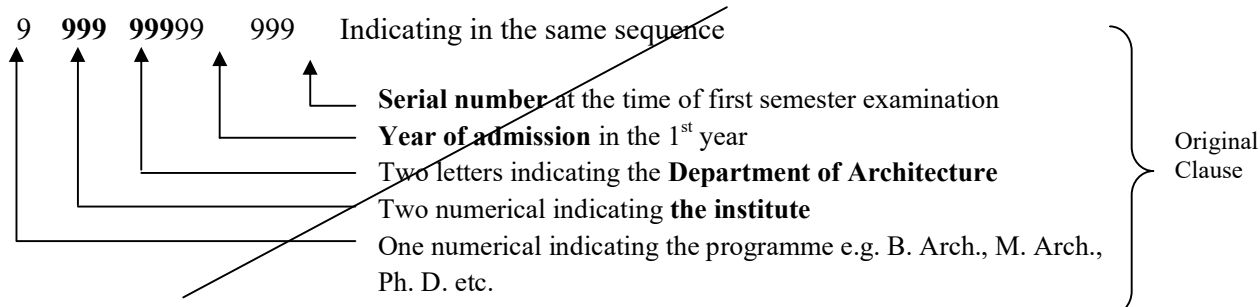 9 999 99999 999 Indicating in the same sequence
Serial number at the time of first semester examination
Year of admission in the 1st year
Two letters indicating the Department of Architecture
Two numerical indicating the institute
One numerical indicating the programme e.g. B. Arch., M. Arch.,
Ph. D. etc.
Original
Clause